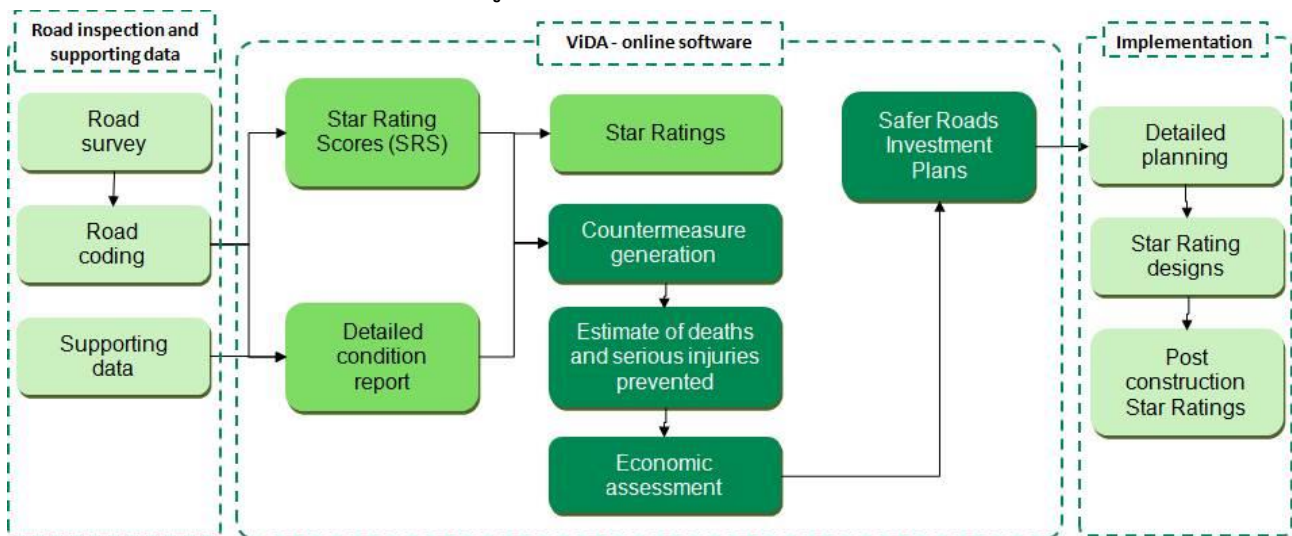 Road inspection and
supporting data
Road
survey
Road
coding
Supporting
data
ViDA - online software
Star Rating
Scores (SRS)
Detailed
condition
report
Star Ratings
Countermeasure
generation
Estimate of deaths
and serious injuries
prevented
Economic
assessment
Safer Roads
Investment
Plans
Implementation
Detailed
planning
Star Rating
designs
Post
construction
Star Ratings